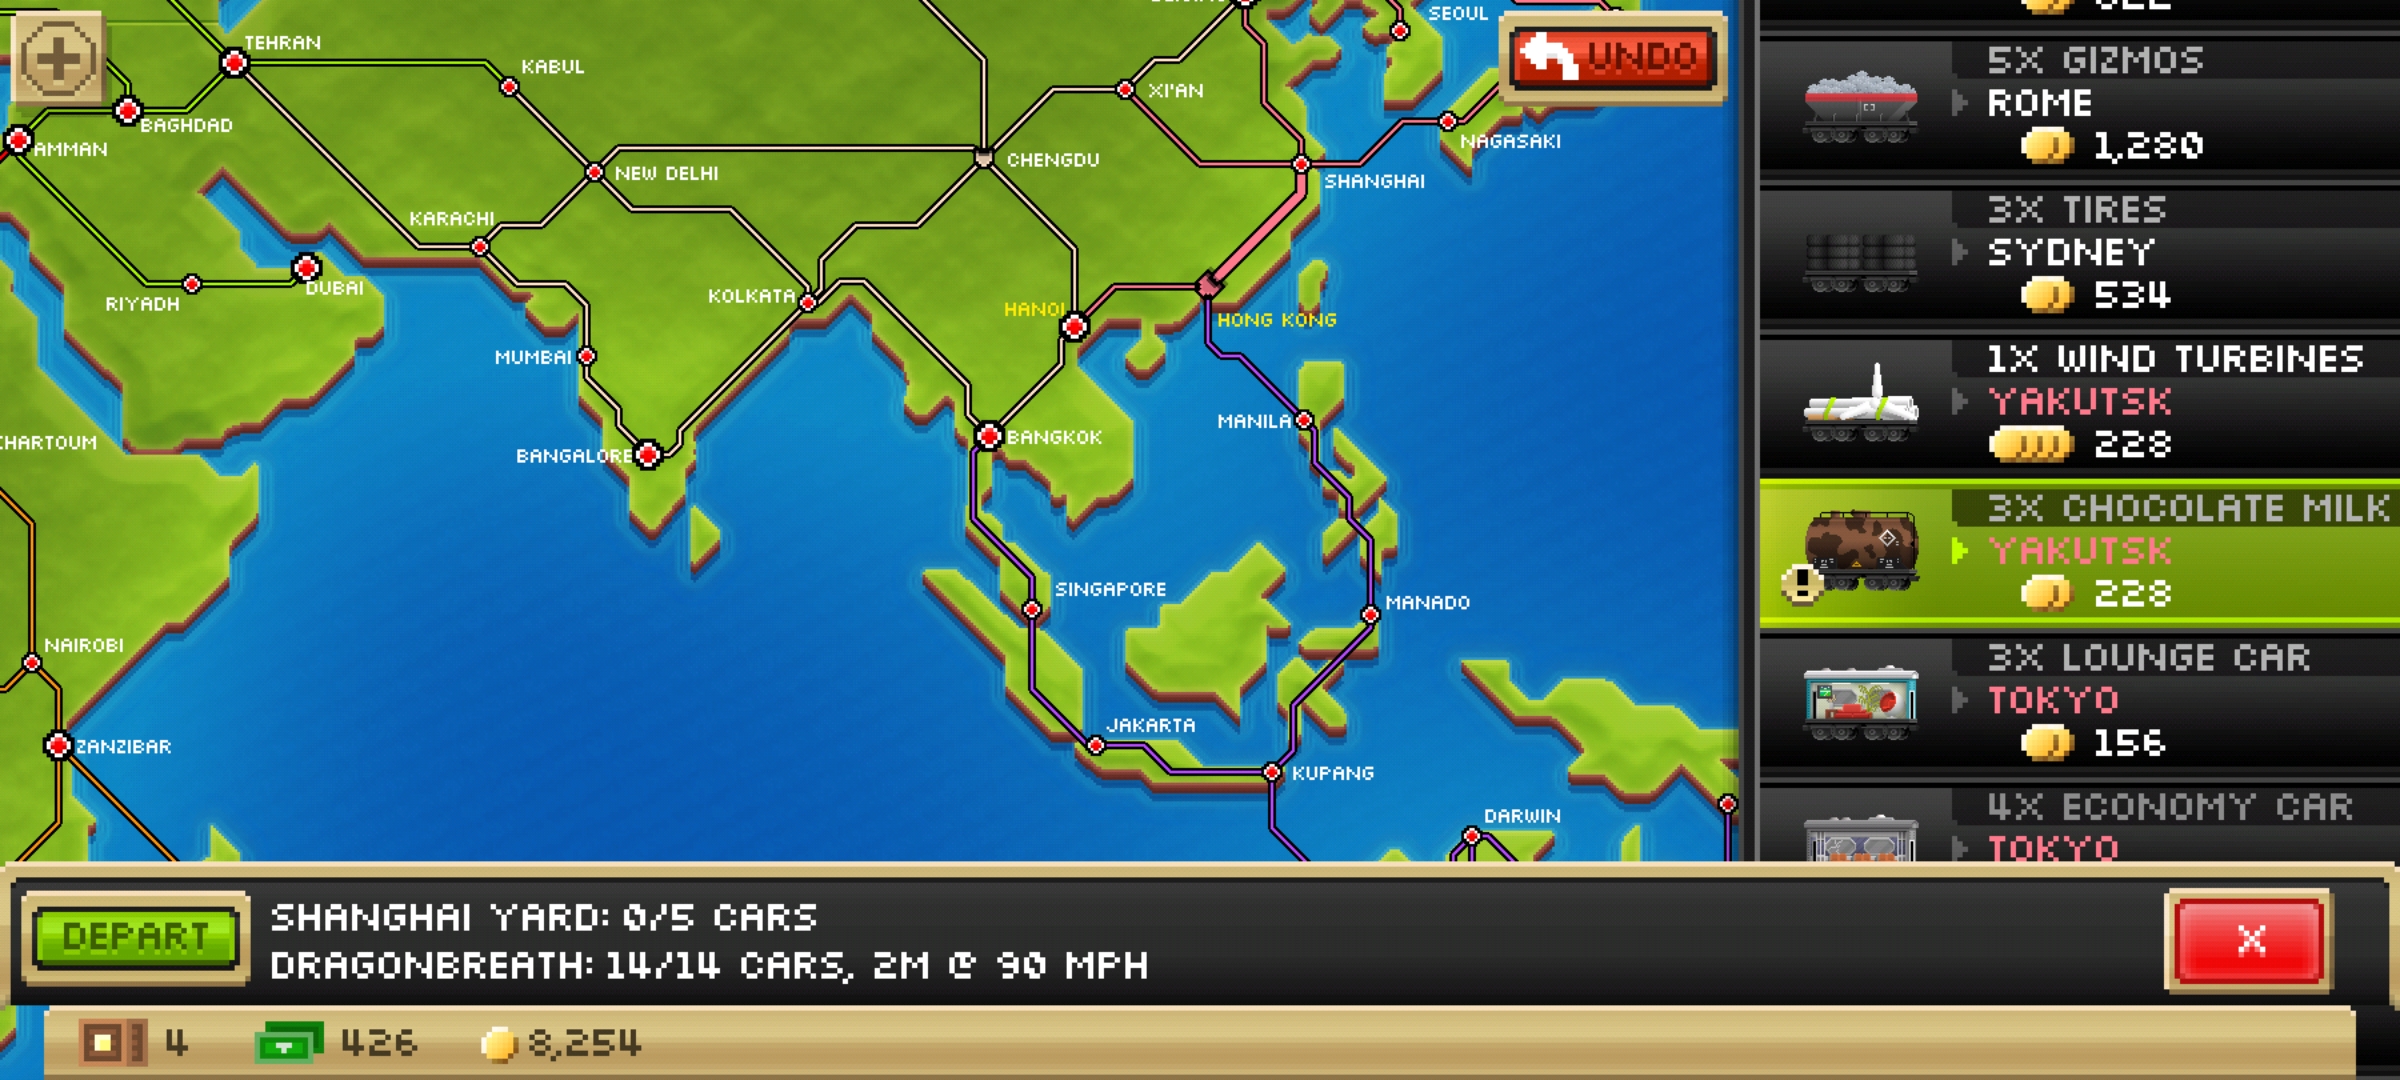 SEOUL
TEHRAN
KABUL
UNDO
XI'AN
BAGHDAD
AMMAN
NAGASAKI
CHENGDU
NEW DELHI
SHANGHAI
KARACHI
DUBAI
RIYADH
KOLKATA
HANOI
HONG KONG
MUMBAI
MANILA
BANGKOK
BANGALORE
CHARTOUM
SINGAPORE
MANADO
NAIROBI
JAKARTA
ZANZIBAR
KUPANG
DARWIN
5X GIZMOS
ROME
1,280
3X TIRES
SYDNEY
534
1X WIND TURBINES
YAKUTSK
228
3X CHOCOLATE MILK
YAKUTSK
228
3X LOUNGE CAR
TOKYO
156
4X ECONOMY CAR
TOKYO
DEPART
SHANGHAI YARD: 0/5 CARS
DRAGONBREATH: 14/14 CARS, 2M @ 90 MPH
X
4
426
8,254